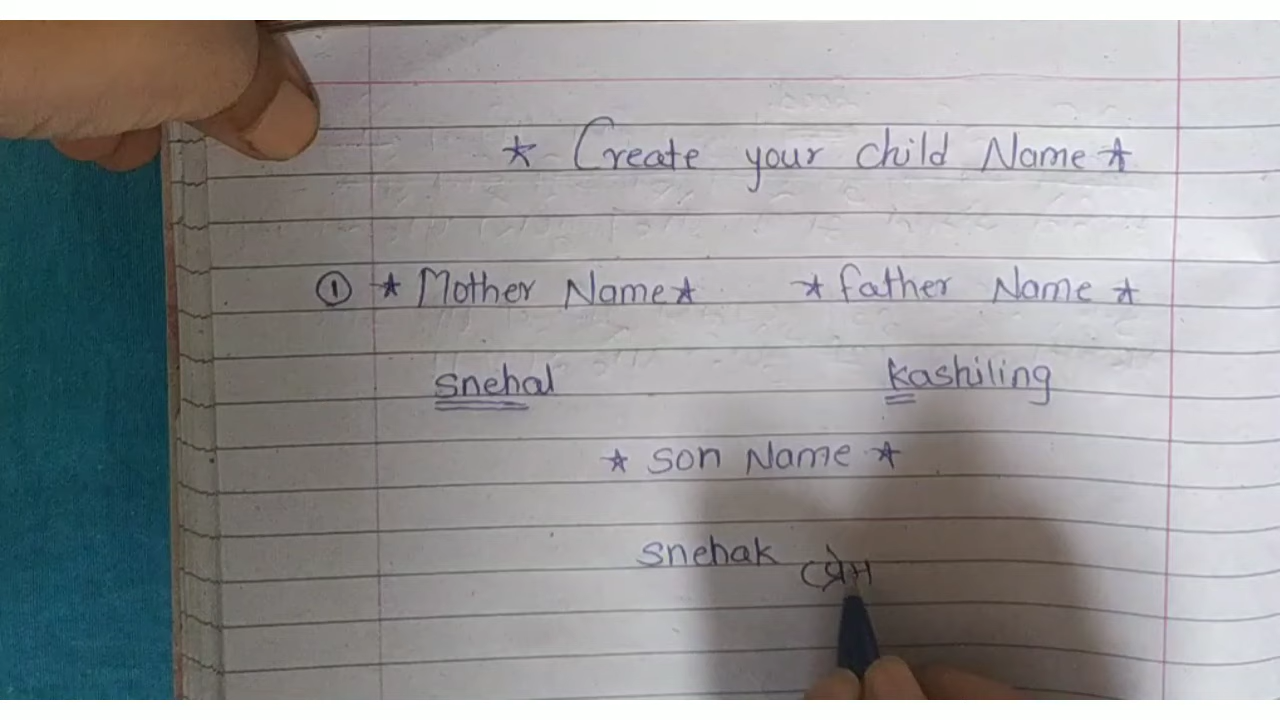 * Create your child Name *
① * Mother Name * * father Name *
Snehal kashiling
* Son Name *
Snehak (प्रेम